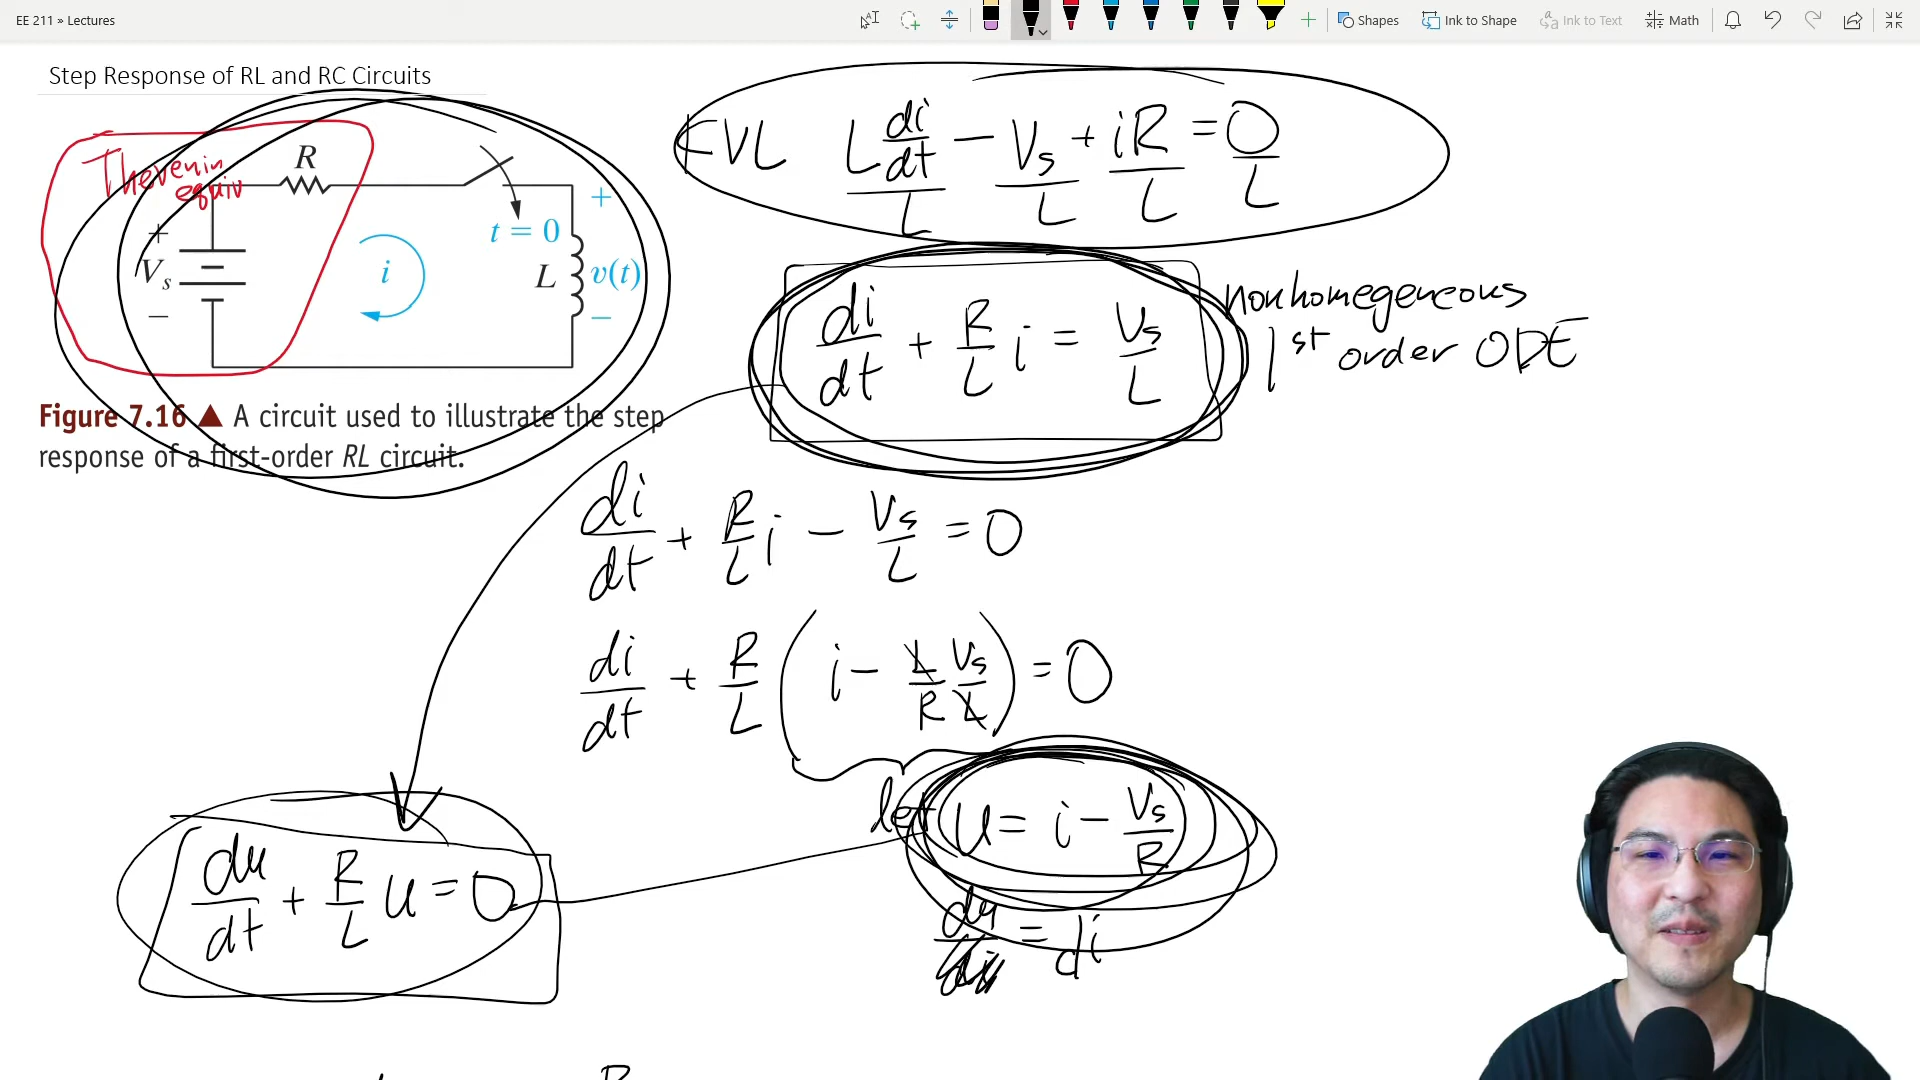 EE 211 » Lectures
Shapes
Ink to Shape
Ink to Text
Math
Step Response of RL and RC Circuits
Thevenin
equiv
R
+
Vs
−
i
t = 0
L
+
v(t)
−
Figure 7.16 ▲ A circuit used to illustrate the step
response of a first-order RL circuit.
KVL L di/dt / L − Vs / L + iR / L = 0 / L
di/dt + R/L i = Vs/L
nonhomegeneous
1st order ODE
di/dt + R/L i − Vs/L = 0
di/dt + R/L ( i − L/R Vs/L ) = 0
let u = i − Vs/R
du = di
du/dt + R/L u = 0